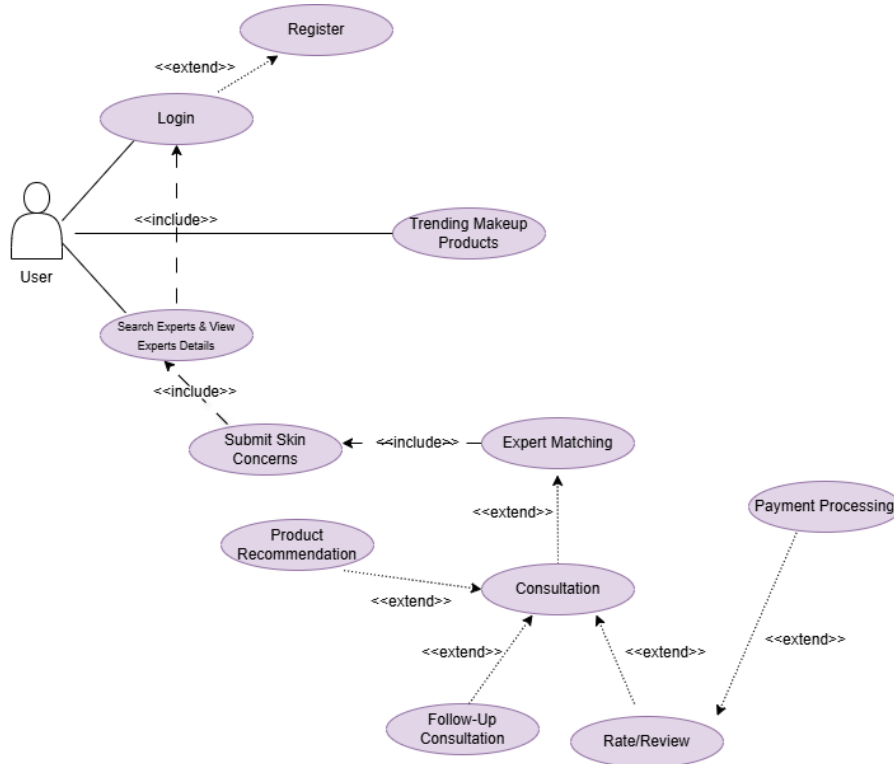 Register
<<extend>>
Login
<<include>>
Trending Makeup
Products
User
Search Experts & View
Experts Details
<<include>>
Submit Skin
Concerns
<<include>>
Expert Matching
<<extend>>
Payment Processing
Product
Recommendation
<<extend>>
Consultation
<<extend>>
<<extend>>
<<extend>>
Follow-Up
Consultation
Rate/Review